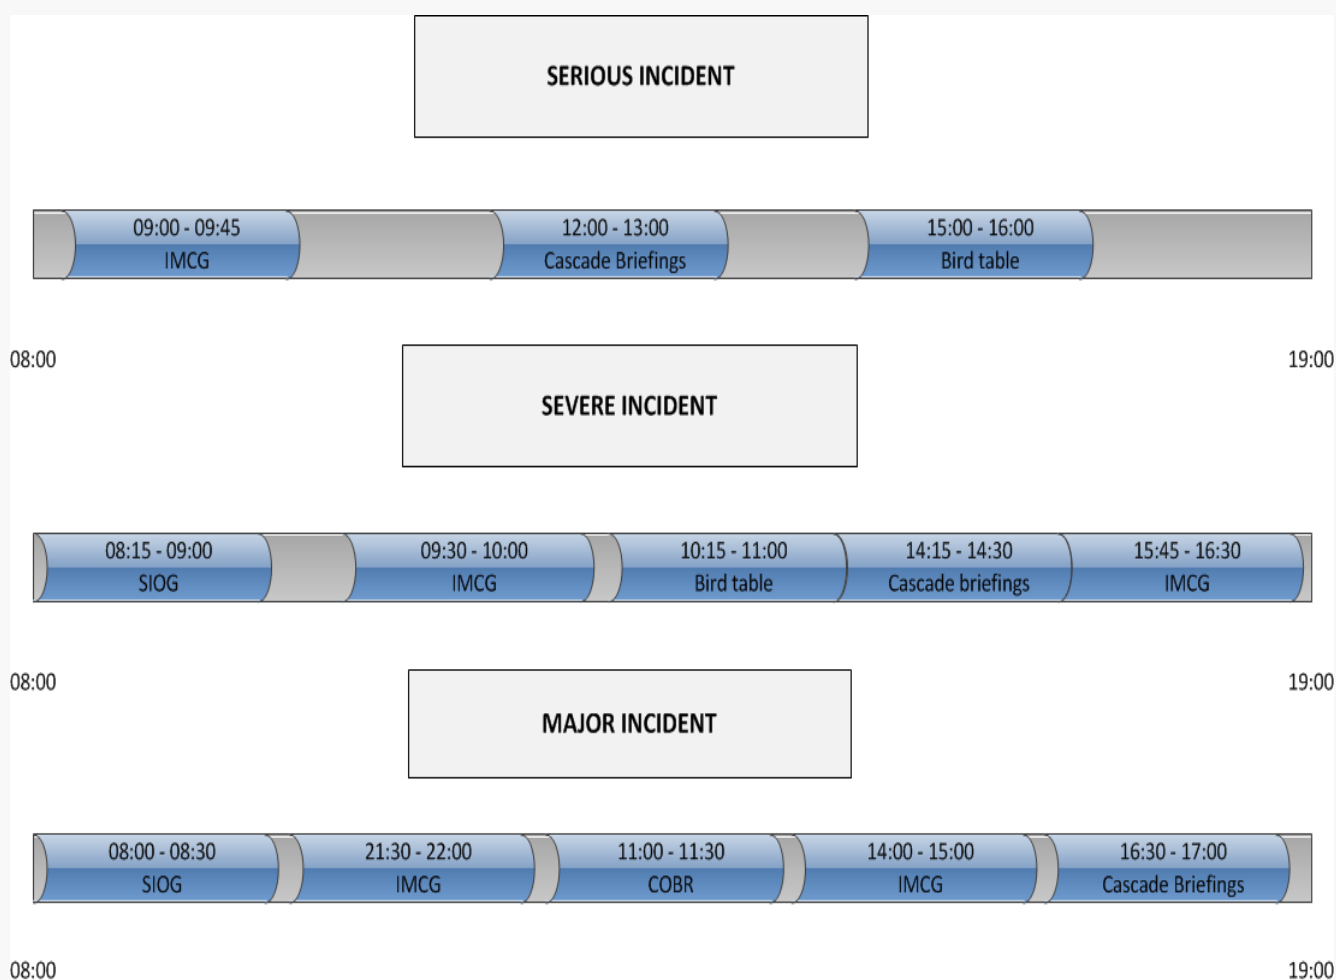 SERIOUS INCIDENT
09:00 - 09:45
IMCG
12:00 - 13:00
Cascade Briefings
15:00 - 16:00
Bird table
08:00
19:00
SEVERE INCIDENT
08:15 - 09:00
SIOG
09:30 - 10:00
IMCG
10:15 - 11:00
Bird table
14:15 - 14:30
Cascade briefings
15:45 - 16:30
IMCG
08:00
19:00
MAJOR INCIDENT
08:00 - 08:30
SIOG
21:30 - 22:00
IMCG
11:00 - 11:30
COBR
14:00 - 15:00
IMCG
16:30 - 17:00
Cascade Briefings
08:00
19:00